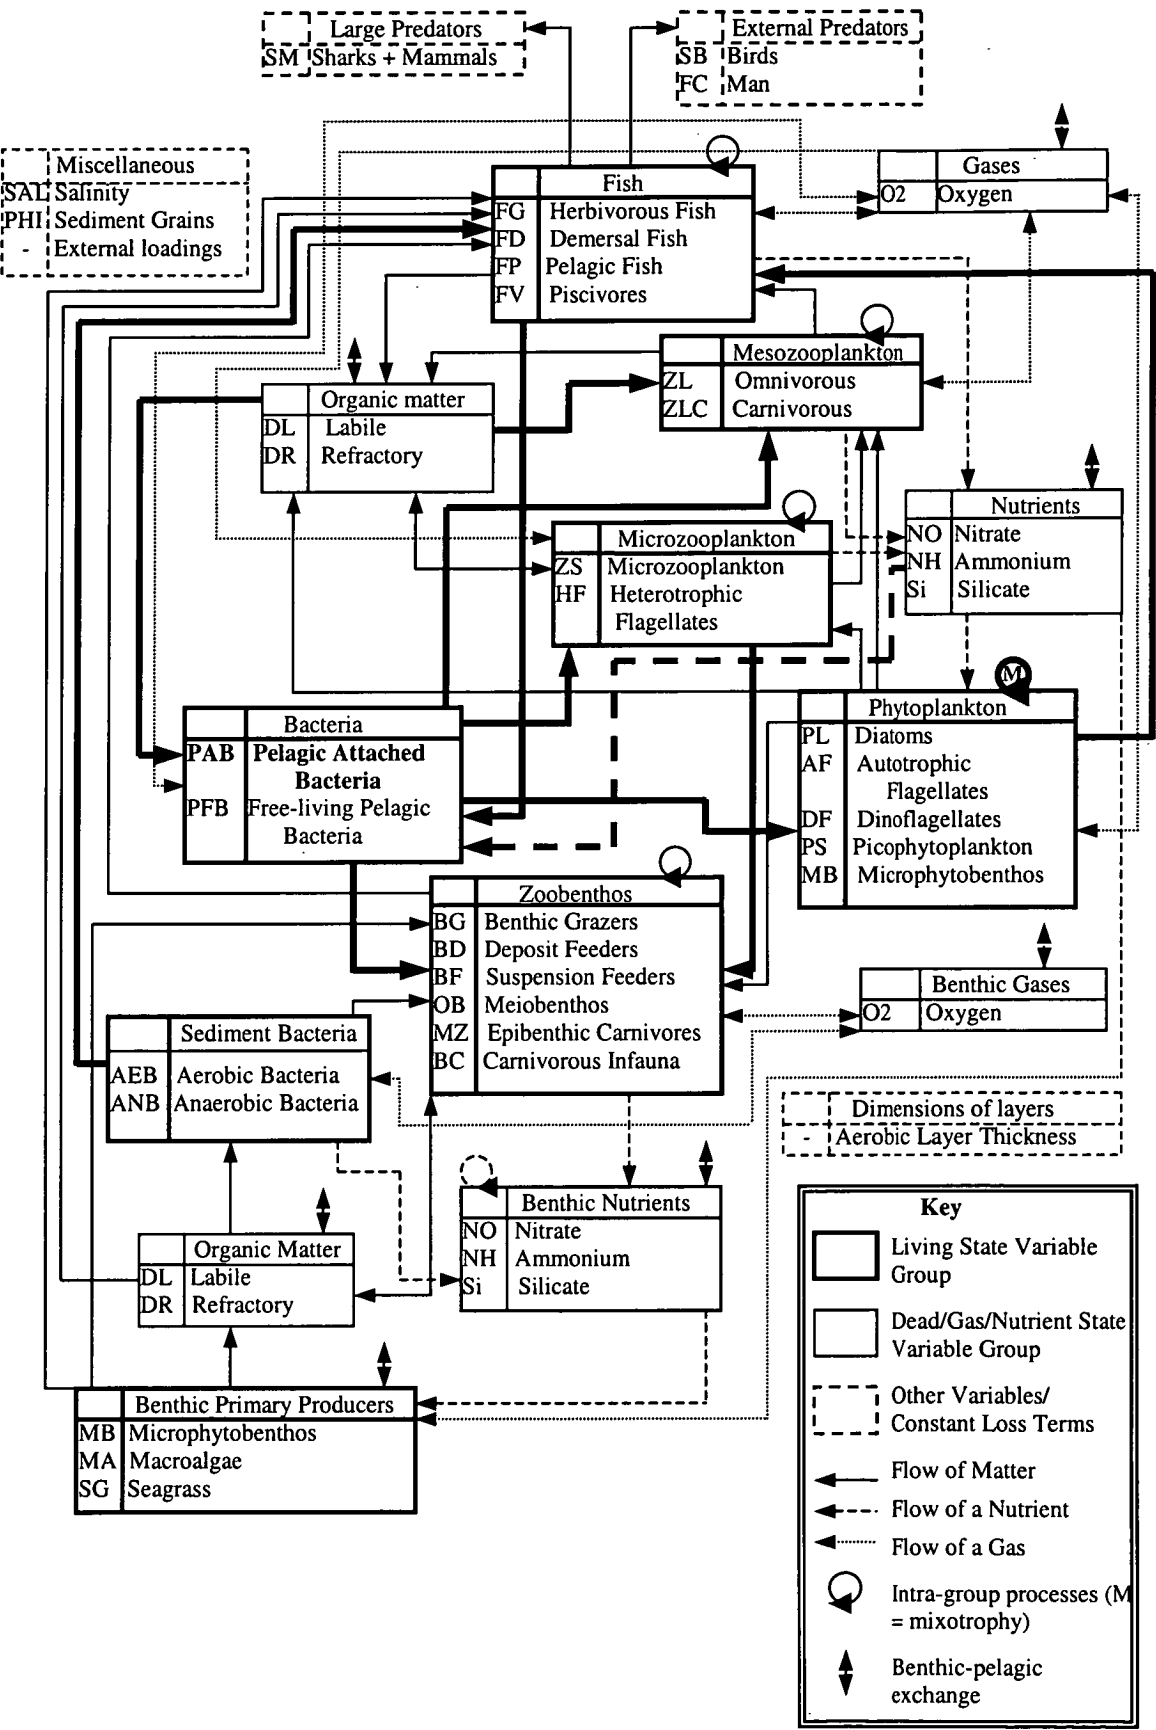 Large Predators
SM Sharks + Mammals
External Predators
SB Birds
FC Man
Miscellaneous
SAL Salinity
PHI Sediment Grains
- External loadings
Gases
O2 Oxygen
Fish
FG Herbivorous Fish
FD Demersal Fish
FP Pelagic Fish
FV Piscivores
Mesozooplankton
ZL Omnivorous
ZLC Carnivorous
Organic matter
DL Labile
DR Refractory
Nutrients
NO Nitrate
NH Ammonium
Si Silicate
Microzooplankton
ZS Microzooplankton
HF Heterotrophic
Flagellates
M
Phytoplankton
PL Diatoms
AF Autotrophic
Flagellates
DF Dinoflagellates
PS Picophytoplankton
MB Microphytobenthos
Bacteria
PAB Pelagic Attached
Bacteria
PFB Free-living Pelagic
Bacteria
Zoobenthos
BG Benthic Grazers
BD Deposit Feeders
BF Suspension Feeders
OB Meiobenthos
MZ Epibenthic Carnivores
BC Carnivorous Infauna
Benthic Gases
O2 Oxygen
Sediment Bacteria
AEB Aerobic Bacteria
ANB Anaerobic Bacteria
Dimensions of layers
- Aerobic Layer Thickness
Benthic Nutrients
NO Nitrate
NH Ammonium
Si Silicate
Organic Matter
DL Labile
DR Refractory
Benthic Primary Producers
MB Microphytobenthos
MA Macroalgae
SG Seagrass
Key
Living State Variable
Group
Dead/Gas/Nutrient State
Variable Group
Other Variables/
Constant Loss Terms
Flow of Matter
Flow of a Nutrient
Flow of a Gas
Intra-group processes (M
= mixotrophy)
Benthic-pelagic
exchange